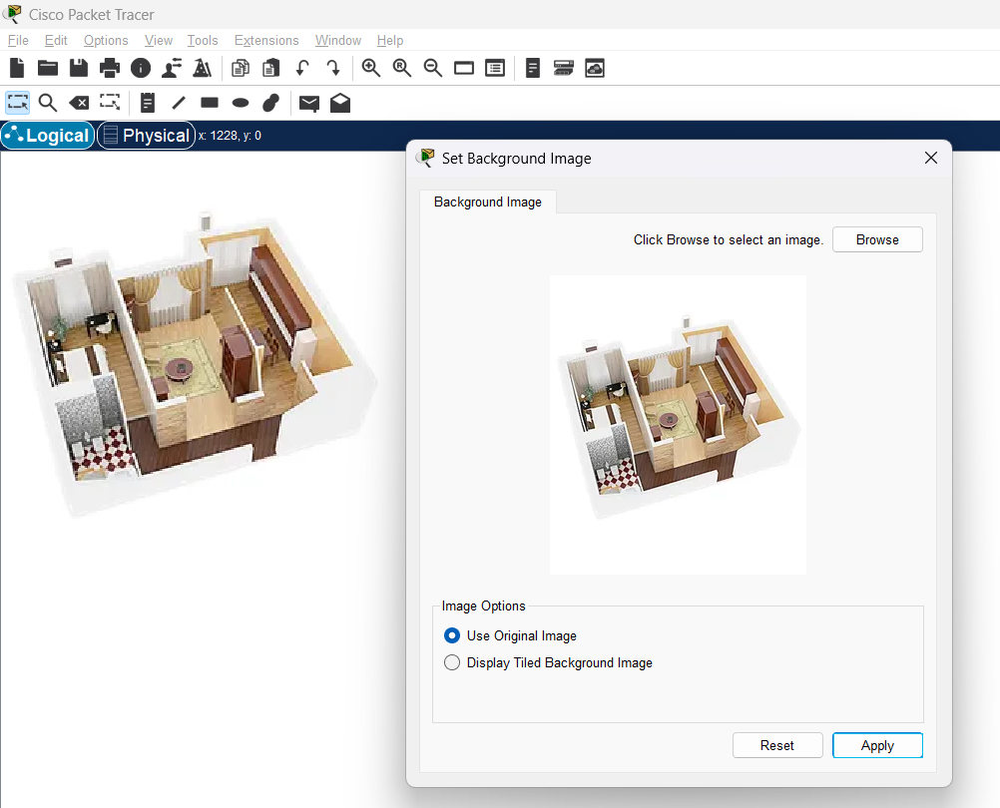 Cisco Packet Tracer
File Edit Options View Tools Extensions Window Help
Logical Physical x: 1228, y: 0
Set Background Image
Background Image
Click Browse to select an image. Browse
Image Options
Use Original Image
Display Tiled Background Image
Reset Apply